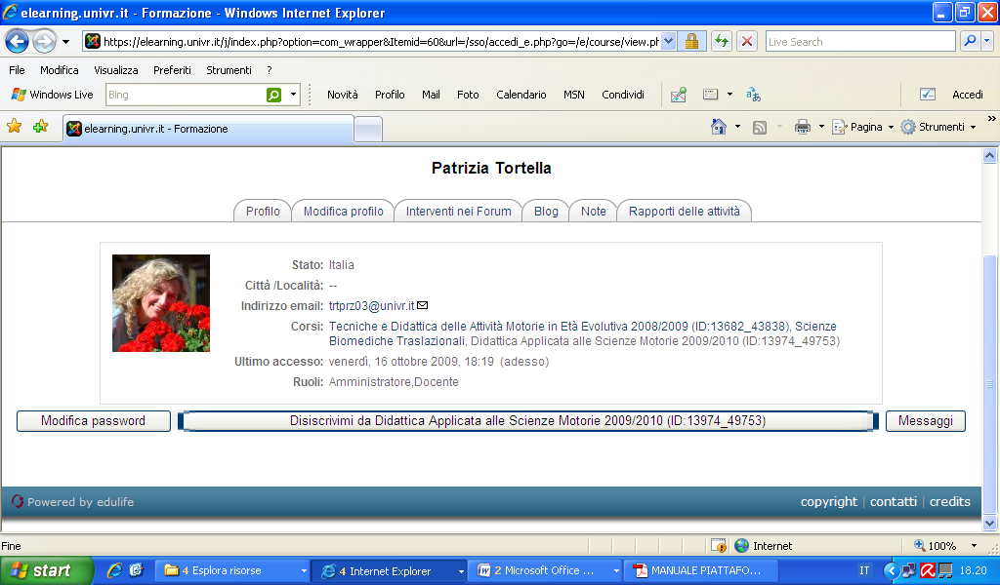 elearning.univr.it - Formazione - Windows Internet Explorer
https://elearning.univr.it/j/index.php?option=com_wrapper&Itemid=60&url=/sso/accedi_e.php?go=/e/course/view.ph
Live Search
File Modifica Visualizza Preferiti Strumenti ?
Windows Live Bing Novità Profilo Mail Foto Calendario MSN Condividi Accedi
elearning.univr.it - Formazione Pagina Strumenti »
Patrizia Tortella
Profilo Modifica profilo Interventi nei Forum Blog Note Rapporti delle attività
Stato: Italia
Città /Località: --
Indirizzo email: trtprz03@univr.it
Corsi: Tecniche e Didattica delle Attività Motorie in Età Evolutiva 2008/2009 (ID:13682_43838), Scienze
Biomediche Traslazionali, Didattica Applicata alle Scienze Motorie 2009/2010 (ID:13974_49753)
Ultimo accesso: venerdì, 16 ottobre 2009, 18:19 (adesso)
Ruoli: Amministratore,Docente
Modifica password Disiscrivimi da Didattica Applicata alle Scienze Motorie 2009/2010 (ID:13974_49753) Messaggi
Powered by edulife copyright | contatti | credits
Fine Internet 100%
start 4 Esplora risorse 4 Internet Explorer 2 Microsoft Office ... MANUALE PIATTAFO... IT 18.20